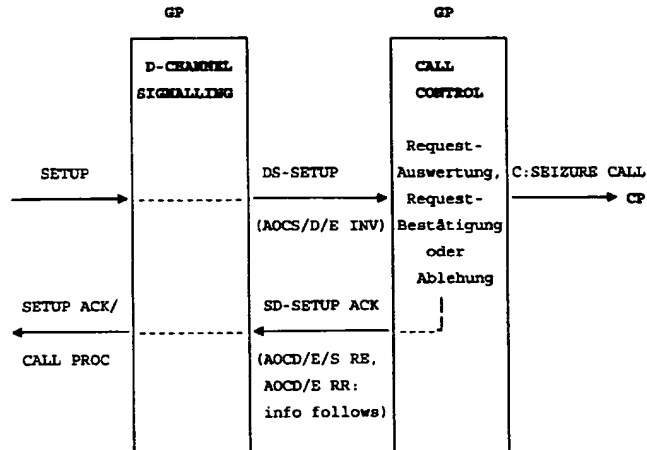 GP
GP
D-CHANNEL
SIGNALLING
CALL
CONTROL
SETUP
DS-SETUP
(AOCS/D/E INV)
Request-
Auswertung,
Request-
Bestätigung
oder
Ablehung
C:SEIZURE CALL
CP
SETUP ACK/
CALL PROC
SD-SETUP ACK
(AOCD/E/S RE,
AOCD/E RR:
info follows)